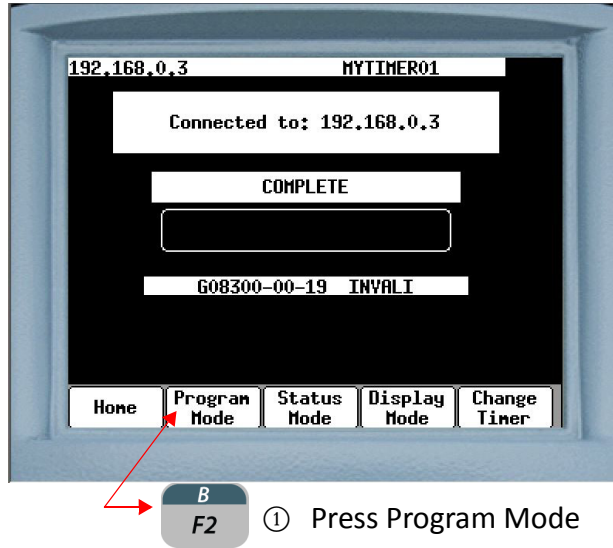 192.168.0.3 MYTIMER01
Connected to: 192.168.0.3
COMPLETE
G08300-00-19 INVALI
Home Program Mode Status Mode Display Mode Change Timer
B
F2
① Press Program Mode